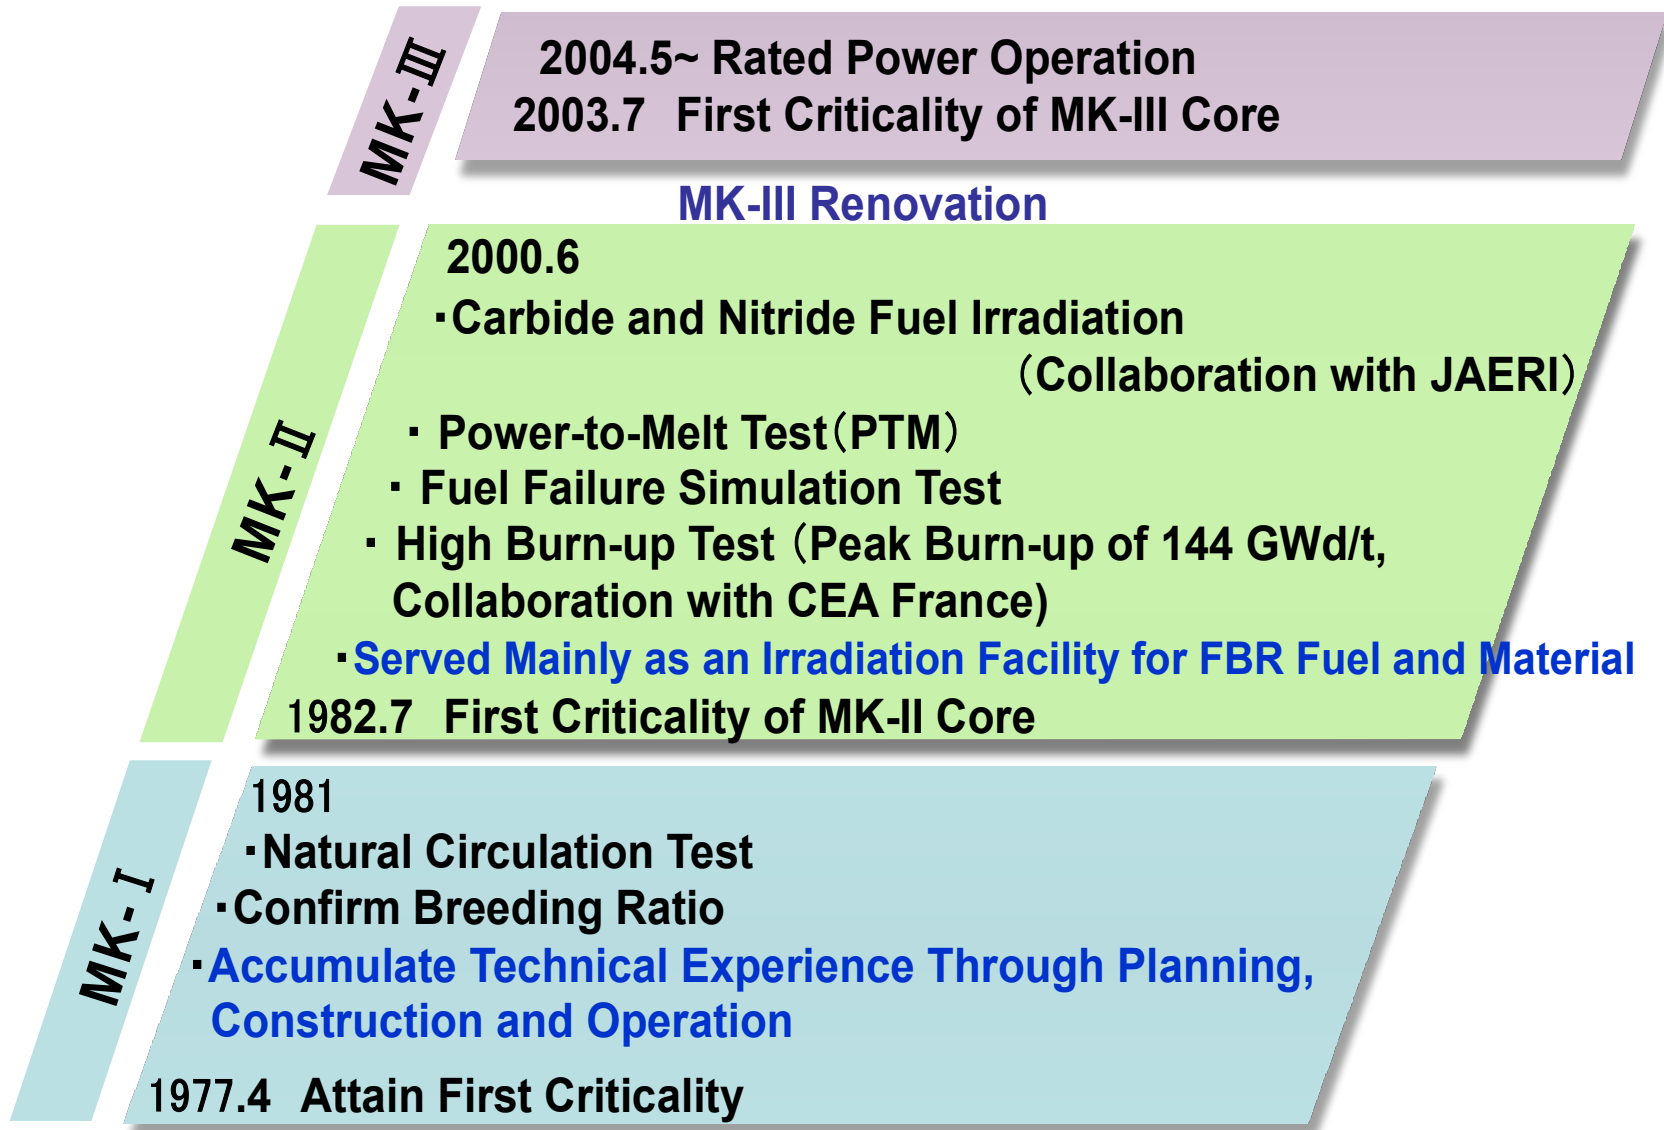 MK-Ⅲ
2004.5~ Rated Power Operation
2003.7 First Criticality of MK-III Core
MK-III Renovation
MK-Ⅱ
2000.6
・Carbide and Nitride Fuel Irradiation
（Collaboration with JAERI）
・ Power-to-Melt Test（PTM）
・ Fuel Failure Simulation Test
・ High Burn-up Test （Peak Burn-up of 144 GWd/t,
Collaboration with CEA France)
・Served Mainly as an Irradiation Facility for FBR Fuel and Material
1982.7 First Criticality of MK-II Core
MK-Ⅰ
1981
・Natural Circulation Test
・Confirm Breeding Ratio
・Accumulate Technical Experience Through Planning,
Construction and Operation
1977.4 Attain First Criticality